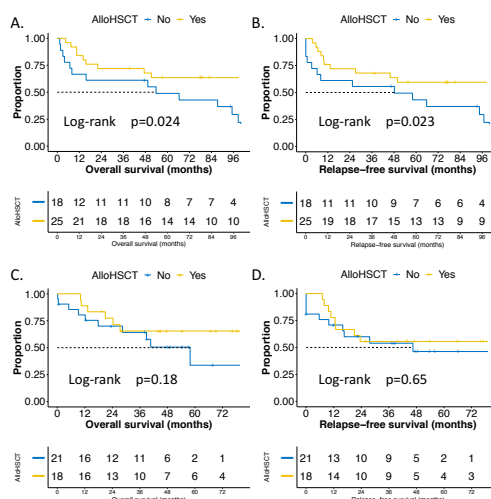 A.
AlloHSCT No Yes
1.00
0.75
0.50
0.25
0.00
Proportion
Log-rank p=0.024
0 12 24 36 48 60 72 84 96
Overall survival (months)
AlloHSCT
18 12 11 11 10 8 7 7 4
25 21 18 18 16 14 14 10 10
0 12 24 36 48 60 72 84 96
Overall survival (months)
B.
AlloHSCT No Yes
1.00
0.75
0.50
0.25
0.00
Proportion
Log-rank p=0.023
0 12 24 36 48 60 72 84 96
Relapse-free survival (months)
AlloHSCT
18 11 11 10 9 7 6 6 4
25 19 18 17 15 13 13 9 9
0 12 24 36 48 60 72 84 96
Relapse-free survival (months)
C.
AlloHSCT No Yes
1.00
0.75
0.50
0.25
0.00
Proportion
Log-rank p=0.18
0 12 24 36 48 60 72
Overall survival (months)
AlloHSCT
21 16 12 11 6 2 1
18 16 13 10 7 6 4
0 12 24 36 48 60 72
Overall survival (months)
D.
AlloHSCT No Yes
1.00
0.75
0.50
0.25
0.00
Proportion
Log-rank p=0.65
0 12 24 36 48 60 72
Relapse-free survival (months)
AlloHSCT
21 13 10 9 5 2 1
18 14 10 9 5 4 3
0 12 24 36 48 60 72
Relapse-free survival (months)